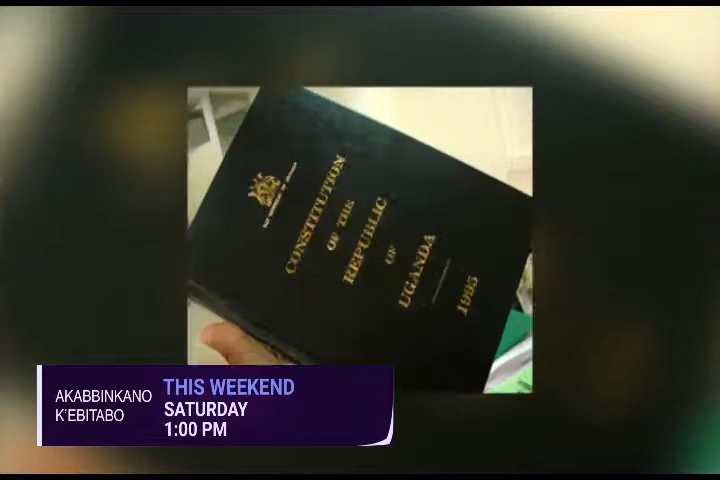 CONSTITUTION
OF THE
REPUBLIC
OF
UGANDA
1995
AKABBINKANO
K'EBITABO
THIS WEEKEND
SATURDAY
1:00 PM